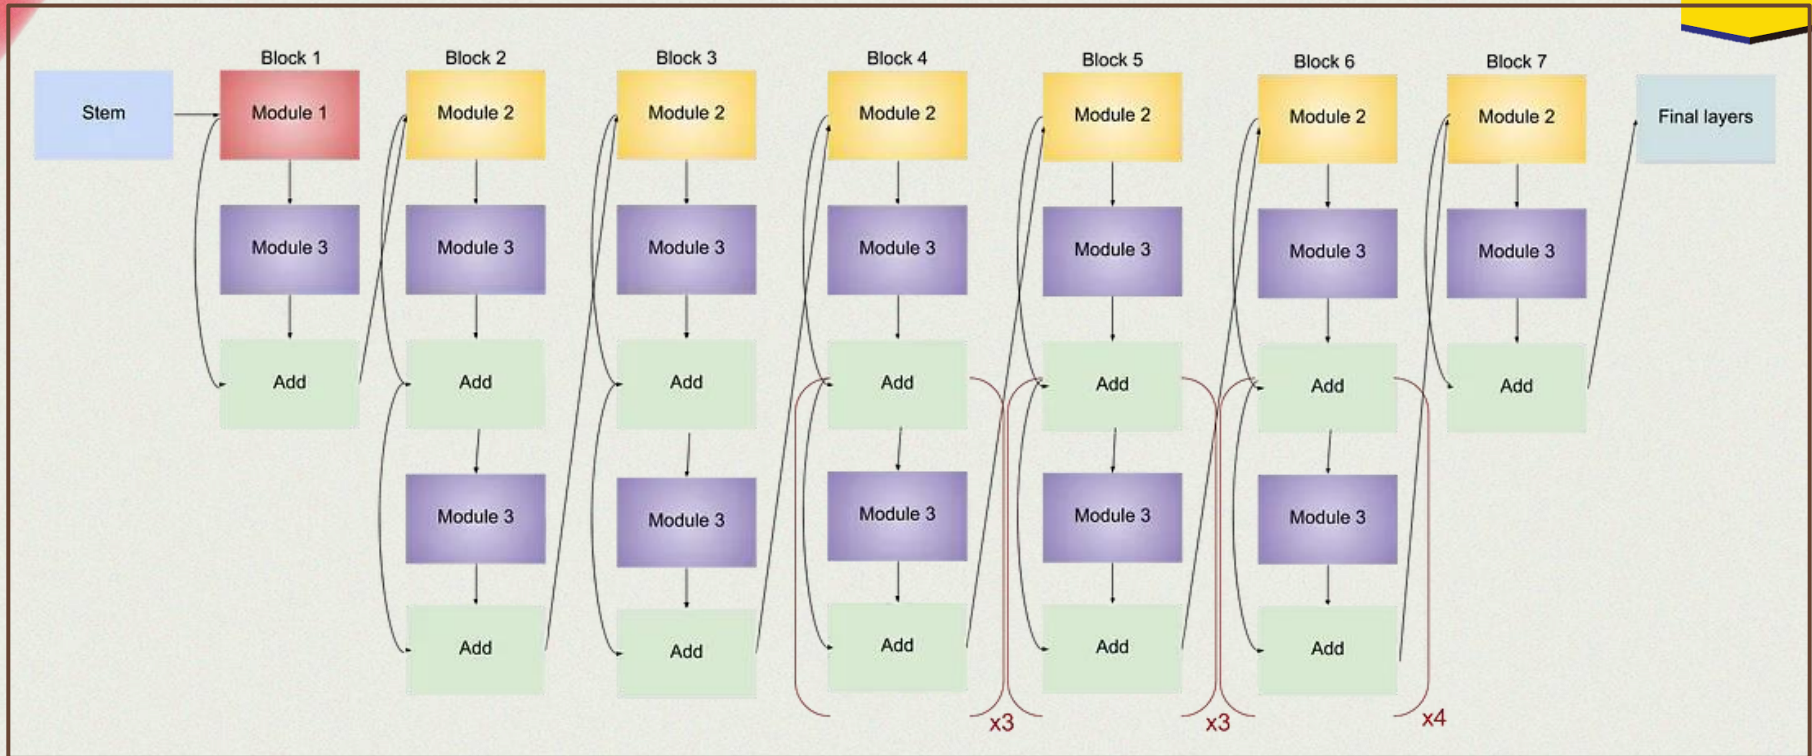 Block 1
Block 2
Block 3
Block 4
Block 5
Block 6
Block 7
Stem
Module 1
Module 2
Module 2
Module 2
Module 2
Module 2
Module 2
Final layers
Module 3
Module 3
Module 3
Module 3
Module 3
Module 3
Module 3
Add
Add
Add
Add
Add
Add
Add
Module 3
Module 3
Module 3
Module 3
Module 3
Add
Add
Add
Add
Add
x3
x3
x4